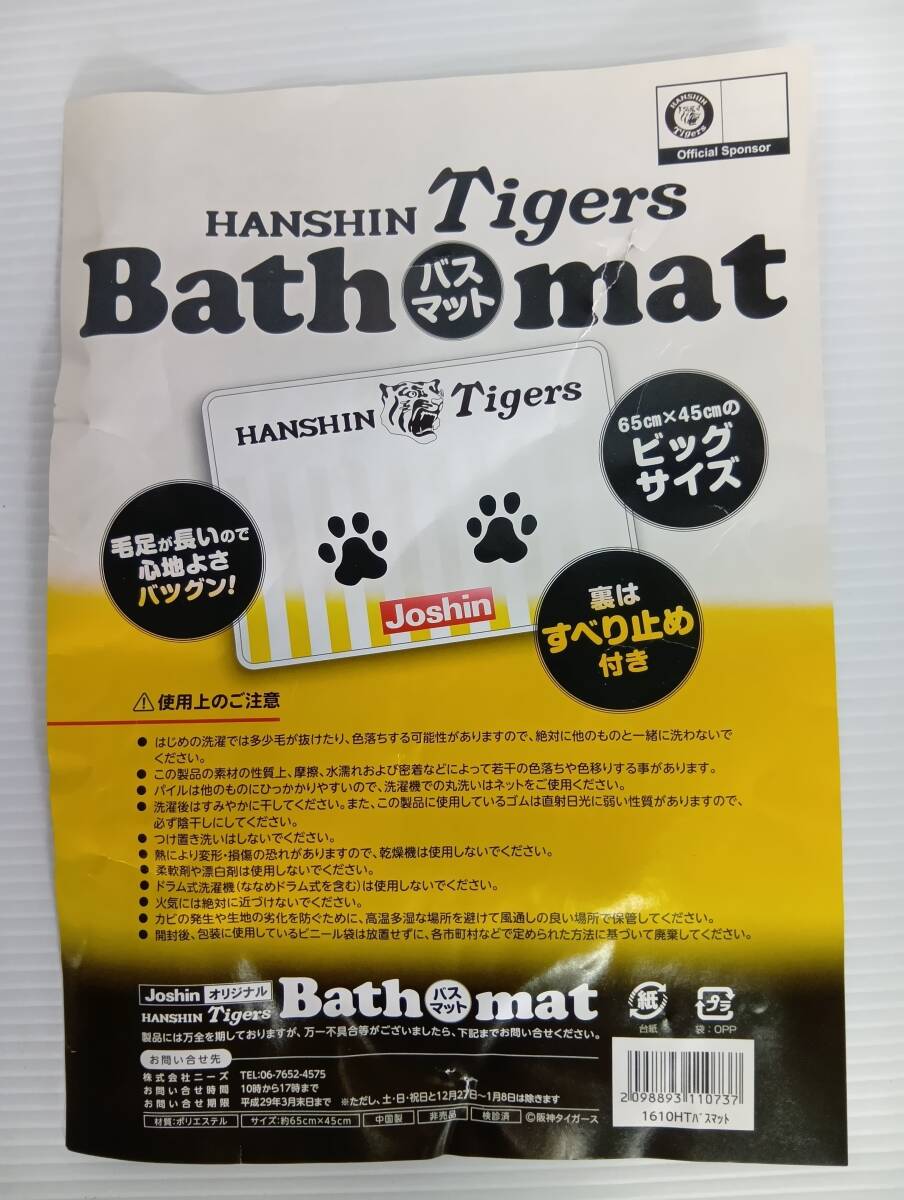 HANSHIN
Tigers
Official Sponsor
HANSHIN Tigers
Bath バスマット mat
HANSHIN Tigers
65㎝×45㎝の
ビッグ
サイズ
毛足が長いので
心地よさ
バツグン!
Joshin
裏は
すべり止め
付き
⚠使用上のご注意
● はじめの洗濯では多少毛が抜けたり、色落ちする可能性がありますので、絶対に他のものと一緒に洗わないで
ください。
● この製品の素材の性質上、摩擦、水濡れおよび密着などによって若干の色落ちや色移りする事があります。
● パイルは他のものにひっかかりやすいので、洗濯機での丸洗いはネットをご使用ください。
● 洗濯後はすみやかに干してください。また、この製品に使用しているゴムは直射日光に弱い性質がありますので、
必ず陰干しにしてください。
● つけ置き洗いはしないでください。
● 熱により変形・損傷の恐れがありますので、乾燥機は使用しないでください。
● 柔軟剤や漂白剤は使用しないでください。
● ドラム式洗濯機(ななめドラム式を含む)は使用しないでください。
● 火気には絶対に近づけないでください。
● カビの発生や生地の劣化を防ぐために、高温多湿な場所を避けて風通しの良い場所で保管してください。
● 開封後、包装に使用しているビニール袋は放置せずに、各市町村などで定められた方法に基づいて廃棄してください。
Joshin オリジナル
HANSHIN Tigers
Bath バスマット mat
製品には万全を期しておりますが、万一不具合等がございましたら、下記までお問い合せください。
お問い合せ先
株式会社ニーズ TEL:06-7652-4575
お問い合せ時間 10時から17時まで
お問い合せ期限 平成29年3月末日まで ※ただし、土・日・祝日と12月27日〜1月8日は除きます
材質:ポリエステル サイズ:約65cm×45cm 中国製 非売品 検診済 ©阪神タイガース
紙
台紙
プラ
袋:OPP
2098893110737
1610HTバスマット